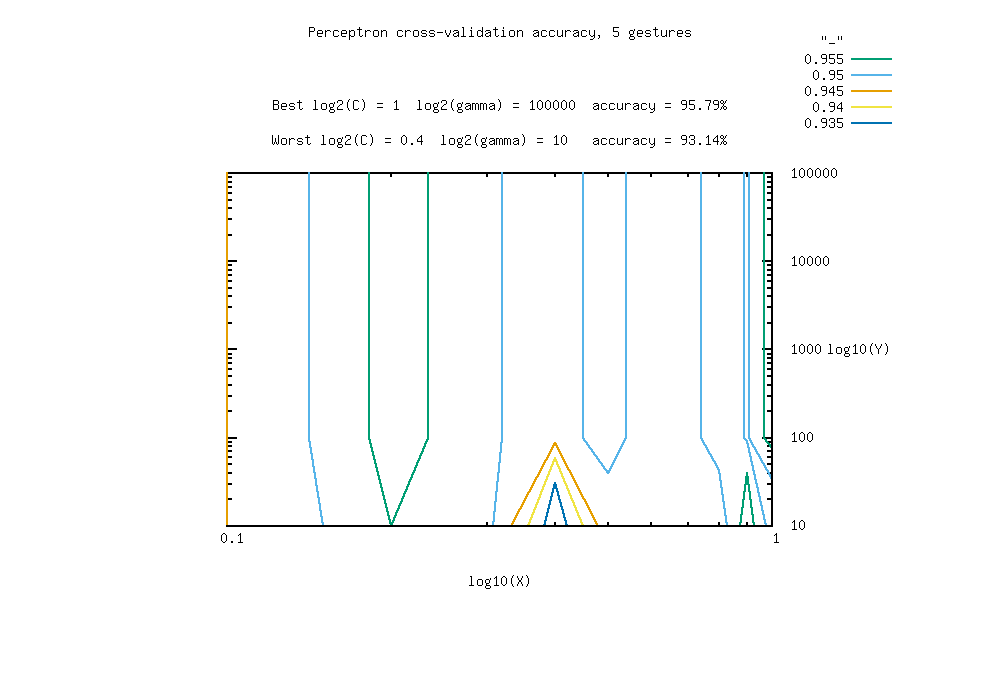 Perceptron cross-validation accuracy, 5 gestures
"_"
0.955
0.95
0.945
0.94
0.935
Best log2(C) = 1  log2(gamma) = 100000  accuracy = 95.79%
Worst log2(C) = 0.4  log2(gamma) = 10   accuracy = 93.14%
100000
10000
1000 log10(Y)
100
10
0.1 1
log10(X)